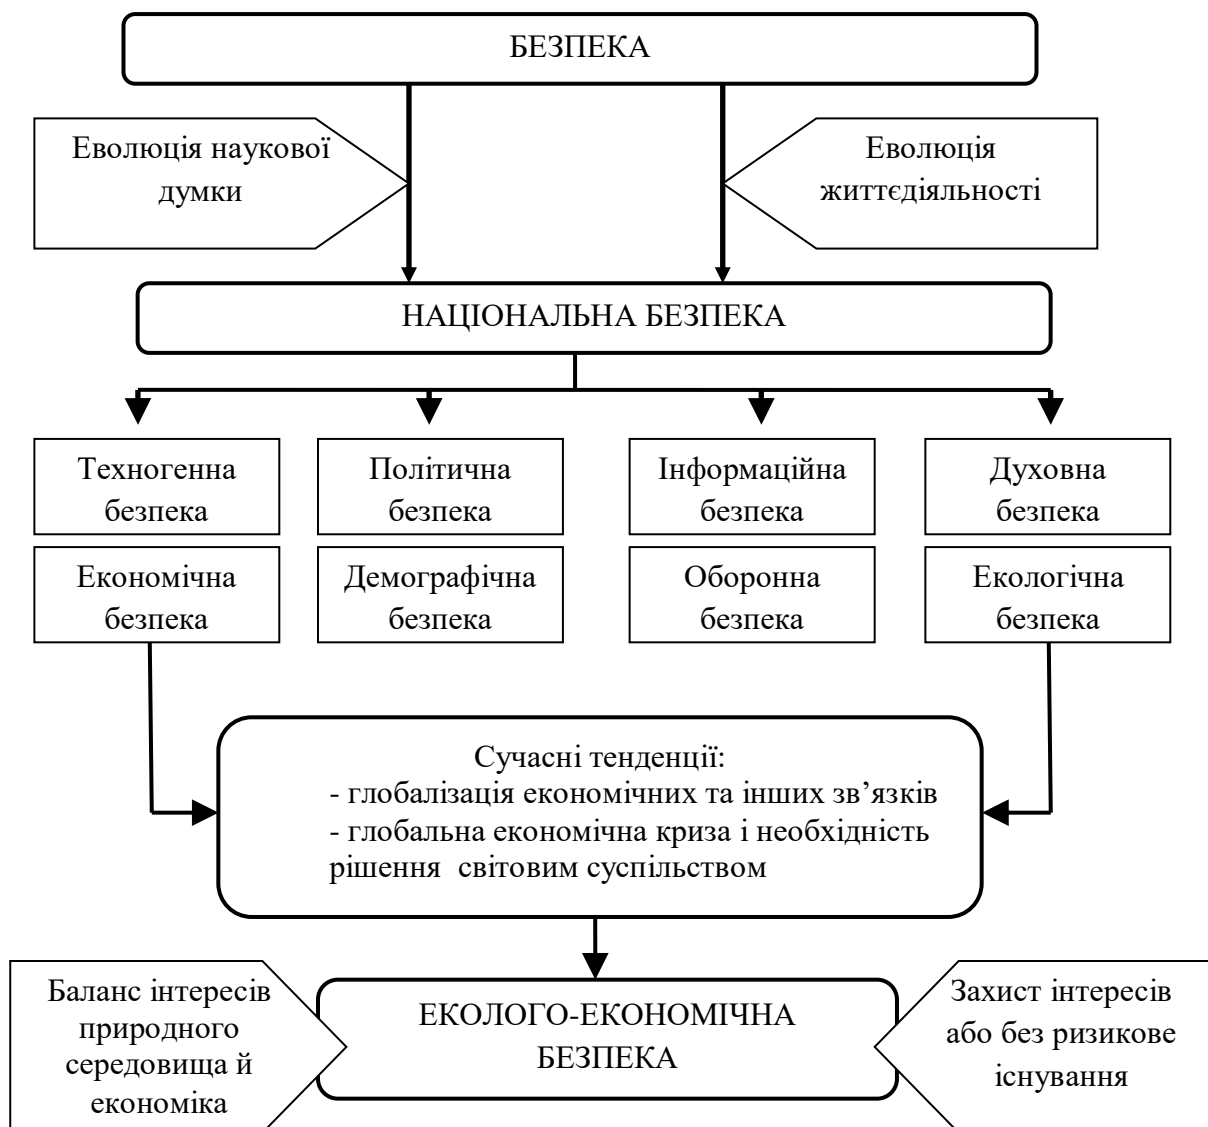 БЕЗПЕКА
Еволюція наукової
думки
Еволюція
життєдіяльності
НАЦІОНАЛЬНА БЕЗПЕКА
Техногенна
безпека
Політична
безпека
Інформаційна
безпека
Духовна
безпека
Економічна
безпека
Демографічна
безпека
Оборонна
безпека
Екологічна
безпека
Сучасні тенденції:
- глобалізація економічних та інших зв’язків
- глобальна економічна криза і необхідність
рішення світовим суспільством
Баланс інтересів
природного
середовища й
економіка
ЕКОЛОГО-ЕКОНОМІЧНА
БЕЗПЕКА
Захист інтересів
або без ризикове
існування